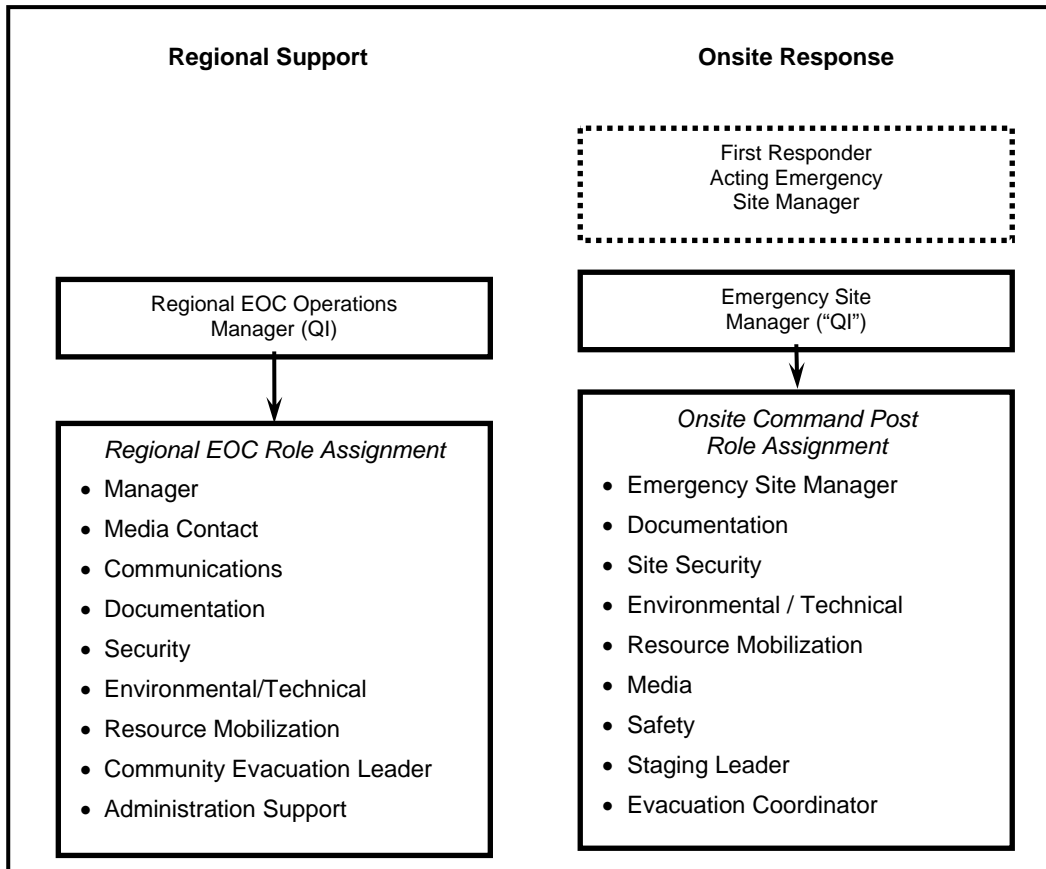 Regional Support
Onsite Response
First Responder
Acting Emergency
Site Manager
Regional EOC Operations
Manager (QI)
Emergency Site
Manager (“QI”)
Regional EOC Role Assignment
• Manager
• Media Contact
• Communications
• Documentation
• Security
• Environmental/Technical
• Resource Mobilization
• Community Evacuation Leader
• Administration Support
Onsite Command Post
Role Assignment
• Emergency Site Manager
• Documentation
• Site Security
• Environmental / Technical
• Resource Mobilization
• Media
• Safety
• Staging Leader
• Evacuation Coordinator